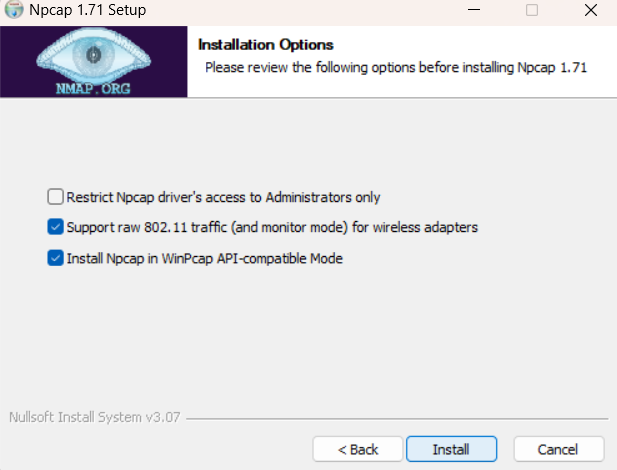 Npcap 1.71 Setup
NMAP.ORG
Installation Options
Please review the following options before installing Npcap 1.71
Restrict Npcap driver's access to Administrators only
Support raw 802.11 traffic (and monitor mode) for wireless adapters
Install Npcap in WinPcap API-compatible Mode
Nullsoft Install System v3.07
< Back Install Cancel